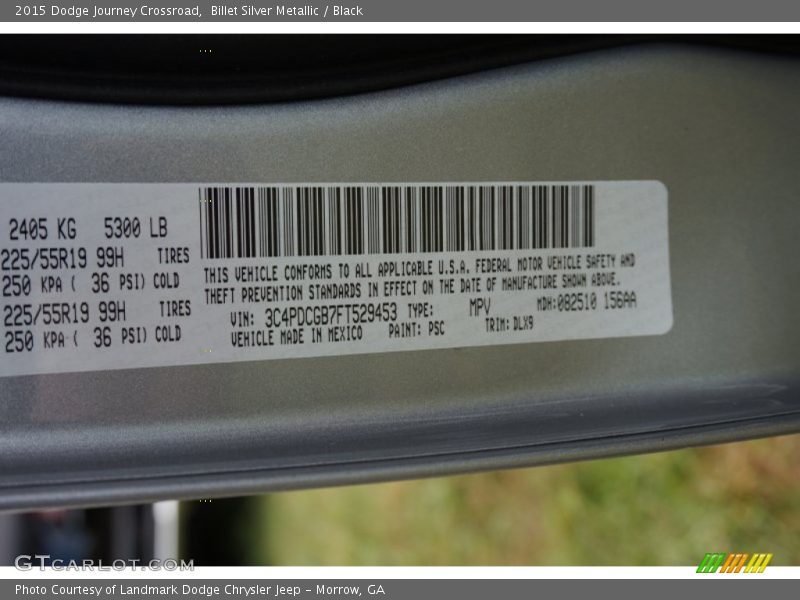 2015 Dodge Journey Crossroad, Billet Silver Metallic / Black
2405 KG 5300 LB
225/55R19 99H TIRES
250 KPA ( 36 PSI) COLD
225/55R19 99H TIRES
250 KPA ( 36 PSI) COLD
THIS VEHICLE CONFORMS TO ALL APPLICABLE U.S.A. FEDERAL MOTOR VEHICLE SAFETY AND
THEFT PREVENTION STANDARDS IN EFFECT ON THE DATE OF MANUFACTURE SHOWN ABOVE.
VIN: 3C4PDCGB7FT529453 TYPE: MPV MDH:082510 156AA
VEHICLE MADE IN MEXICO PAINT: PSC TRIM: DLX9
GTCARLOT.COM
Photo Courtesy of Landmark Dodge Chrysler Jeep – Morrow, GA